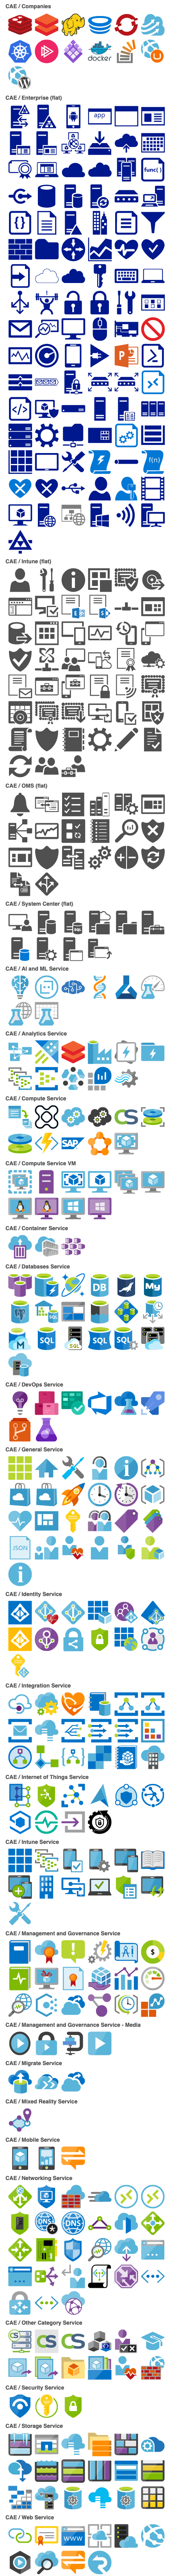 CAE / Companies
docker
CAE / Enterprise (flat)
app
func()
{ }
</>
f(n)
CAE / Intune (flat)
CAE / OMS (flat)
CAE / System Center (flat)
CAE / AI and ML Service
CAE / Analytics Service
CAE / Compute Service
CS
SAP
CAE / Compute Service VM
CAE / Container Service
CAE / Databases Service
DB
My
SQL
SQL
SQL
SQL
CAE / DevOps Service
CAE / General Service
JSON
CAE / Identity Service
CAE / Integration Service
CAE / Internet of Things Service
CAE / Intune Service
CAE / Management and Governance Service
CAE / Management and Governance Service - Media
CAE / Migrate Service
CAE / Mixed Reality Service
CAE / Mobile Service
CAE / Networking Service
DNS
DNS
CAE / Other Category Service
CS
CS
CS
CAE / Security Service
CAE / Storage Service
CAE / Web Service
WWW